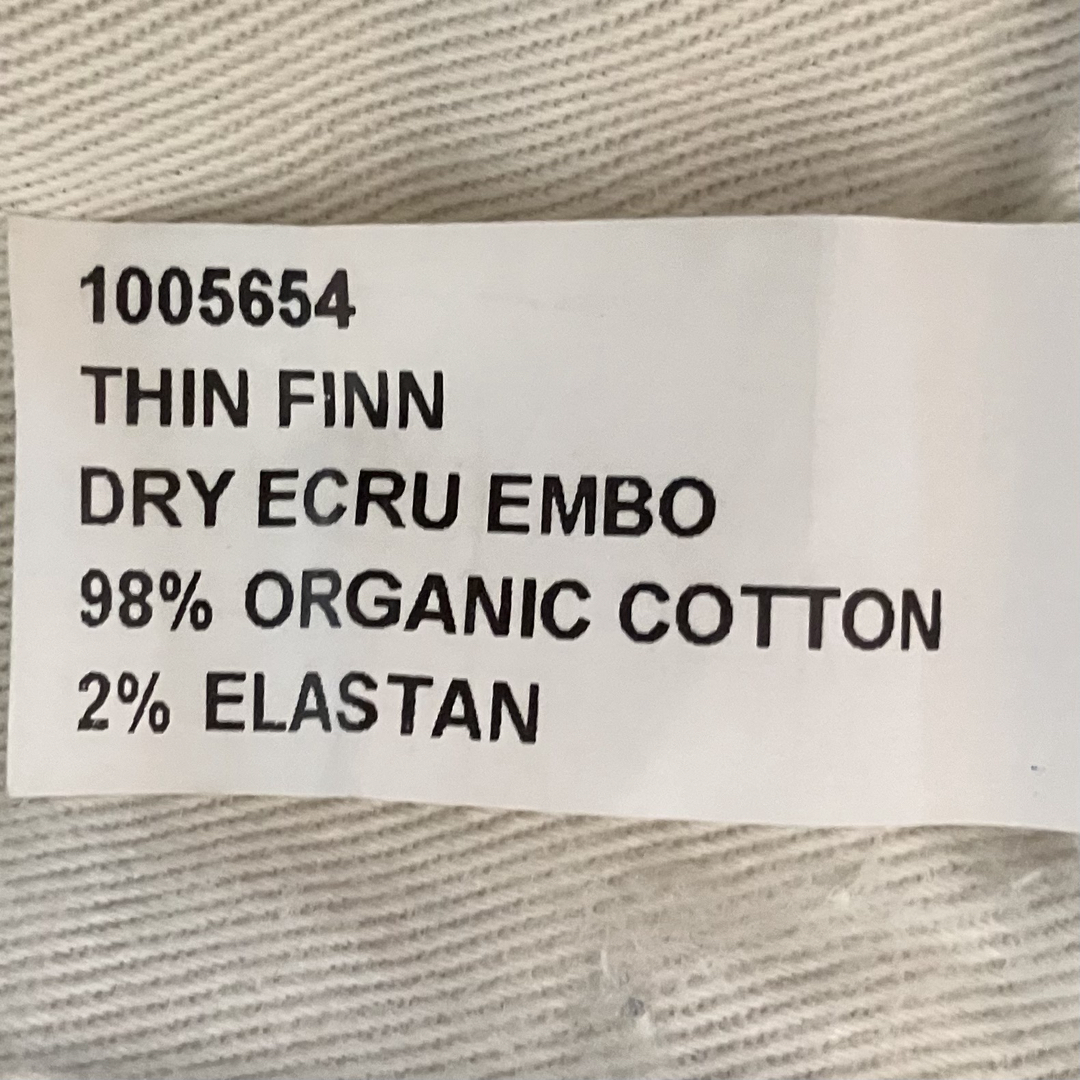 1005654
THIN FINN
DRY ECRU EMBO
98% ORGANIC COTTON
2% ELASTAN